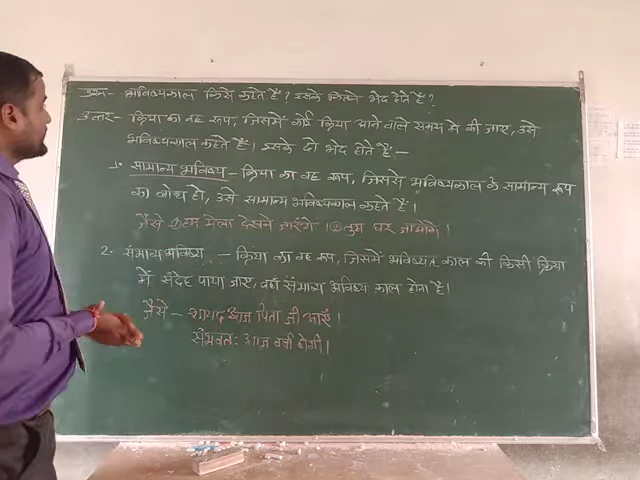 प्रश्न- भविष्यकाल किसे कहते हैं? इसके कितने भेद होते हैं?
उत्तर- क्रिया का वह रूप, जिसमें कोई क्रिया आने वाले समय में की जाए, उसे
भविष्यकाल कहते हैं। इसके दो भेद होते हैं:-
1. सामान्य भविष्य - क्रिया का वह रूप, जिससे भविष्यकाल के सामान्य रूप
का बोध हो, उसे सामान्य भविष्यकाल कहते हैं।
जैसे हम मेला देखने जाएँगे। ② तुम घर जाओगे।
2. संभाव्य भविष्य - क्रिया का वह रूप, जिसमें भविष्यत् काल की किसी क्रिया
में संदेह पाया जाए, वहाँ संभाव्य भविष्य काल होता है।
जैसे - शायद आज पिता जी आएँ।
संभवतः आज वर्षा होगी।